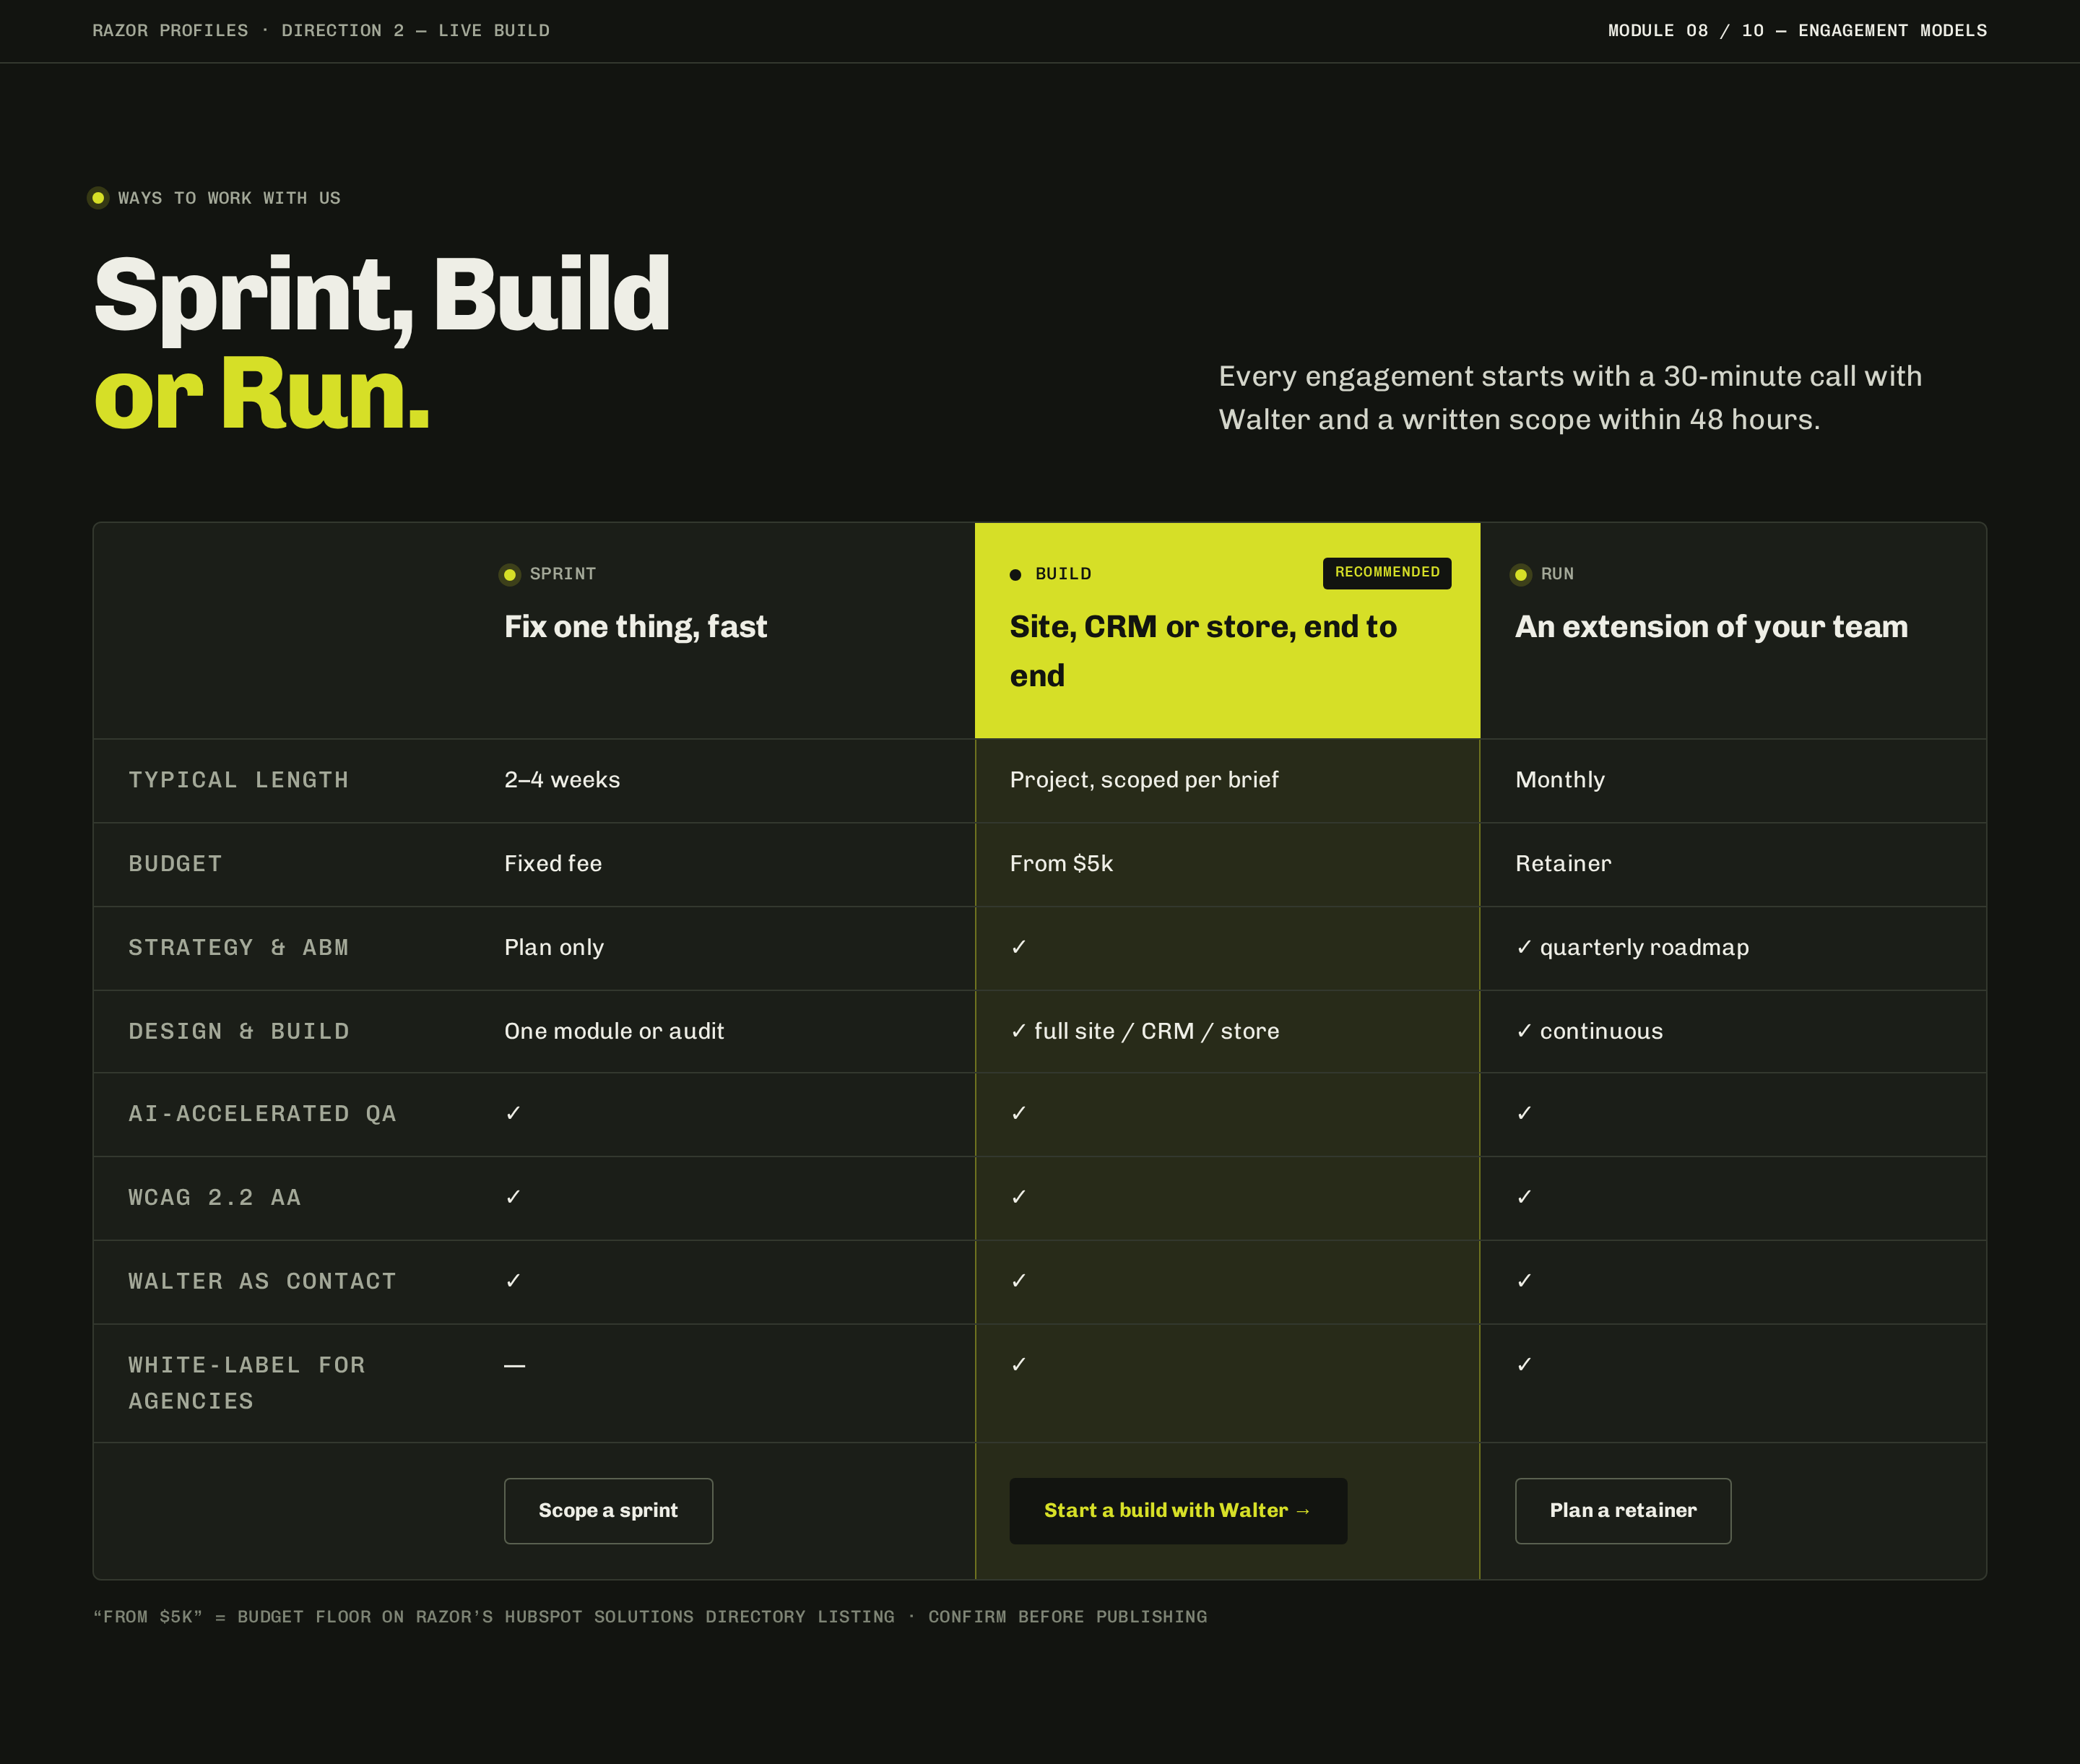 RAZOR PROFILES · DIRECTION 2 — LIVE BUILD
MODULE 08 / 10 — ENGAGEMENT MODELS
WAYS TO WORK WITH US
Sprint, Build
or Run.
Every engagement starts with a 30-minute call with
Walter and a written scope within 48 hours.
SPRINT
Fix one thing, fast
BUILD
RECOMMENDED
Site, CRM or store, end to
end
RUN
An extension of your team
TYPICAL LENGTH
2–4 weeks
Project, scoped per brief
Monthly
BUDGET
Fixed fee
From $5k
Retainer
STRATEGY & ABM
Plan only
✓
✓ quarterly roadmap
DESIGN & BUILD
One module or audit
✓ full site / CRM / store
✓ continuous
AI-ACCELERATED QA
✓
✓
✓
WCAG 2.2 AA
✓
✓
✓
WALTER AS CONTACT
✓
✓
✓
WHITE-LABEL FOR
AGENCIES
—
✓
✓
Scope a sprint
Start a build with Walter →
Plan a retainer
“FROM $5K” = BUDGET FLOOR ON RAZOR’S HUBSPOT SOLUTIONS DIRECTORY LISTING · CONFIRM BEFORE PUBLISHING